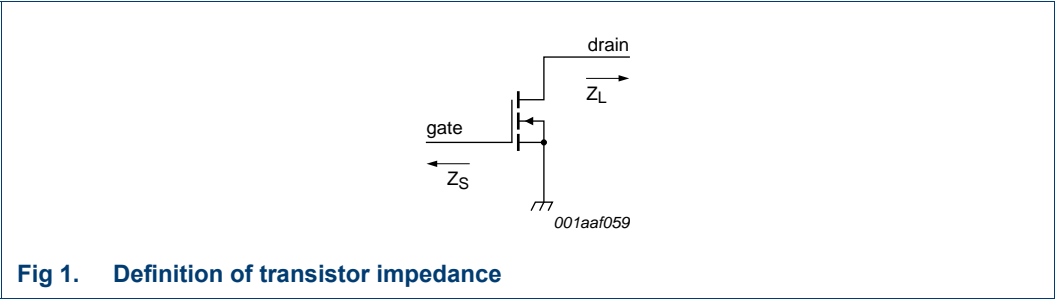 drain
Z_L
gate
Z_S
001aaf059
Fig 1. Definition of transistor impedance